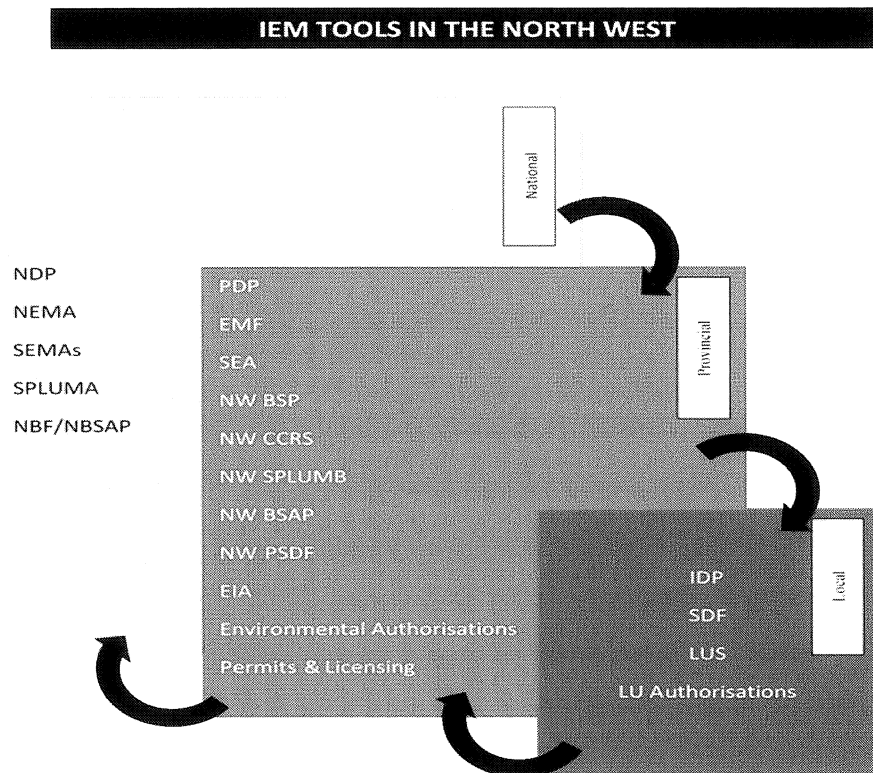 IEM TOOLS IN THE NORTH WEST
National
NDP
NEMA
SEMAs
SPLUMA
NBF/NBSAP
Provincial
PDP
EMF
SEA
NW BSP
NW CCRS
NW SPLUMB
NW BSAP
NW PSDF
EIA
Environmental Authorisations
Permits & Licensing
Local
IDP
SDF
LUS
LU Authorisations